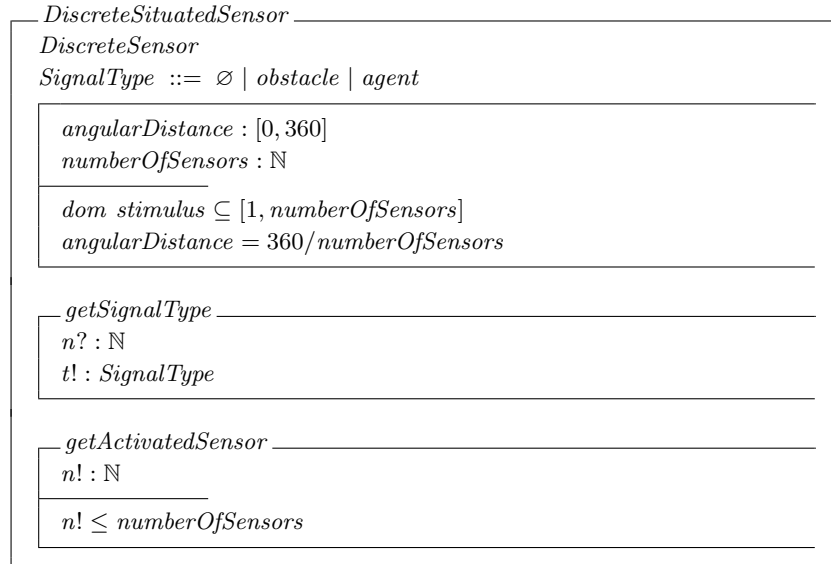 DiscreteSituatedSensor
DiscreteSensor
SignalType ::= ∅ | obstacle | agent
angularDistance : [0, 360]
numberOfSensors : ℕ
dom stimulus ⊆ [1, numberOfSensors]
angularDistance = 360/numberOfSensors
getSignalType
n? : ℕ
t! : SignalType
getActivatedSensor
n! : ℕ
n! ≤ numberOfSensors